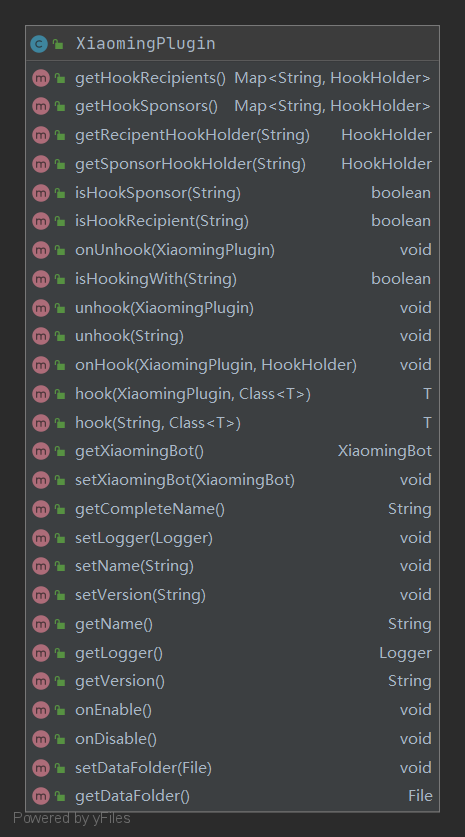 XiaomingPlugin
getHookRecipients() Map<String, HookHolder>
getHookSponsors() Map<String, HookHolder>
getRecipentHookHolder(String) HookHolder
getSponsorHookHolder(String) HookHolder
isHookSponsor(String) boolean
isHookRecipient(String) boolean
onUnhook(XiaomingPlugin) void
isHookingWith(String) boolean
unhook(XiaomingPlugin) void
unhook(String) void
onHook(XiaomingPlugin, HookHolder) void
hook(XiaomingPlugin, Class<T>) T
hook(String, Class<T>) T
getXiaomingBot() XiaomingBot
setXiaomingBot(XiaomingBot) void
getCompleteName() String
setLogger(Logger) void
setName(String) void
setVersion(String) void
getName() String
getLogger() Logger
getVersion() String
onEnable() void
onDisable() void
setDataFolder(File) void
getDataFolder() File
Powered by yFiles